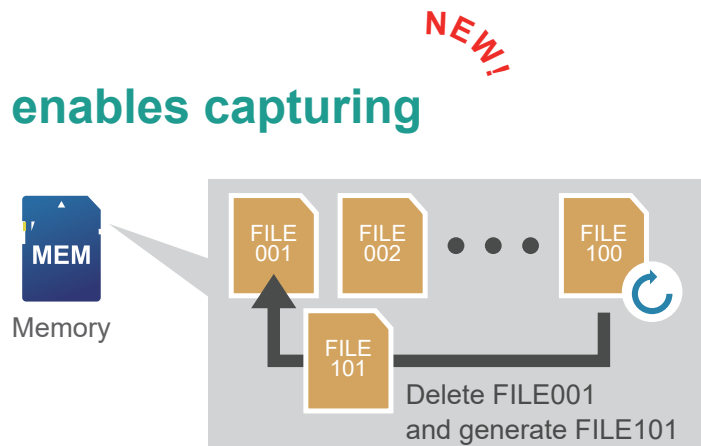 NEW!
enables capturing
MEM
Memory
FILE
001
FILE
002
FILE
100
FILE
101
Delete FILE001
and generate FILE101